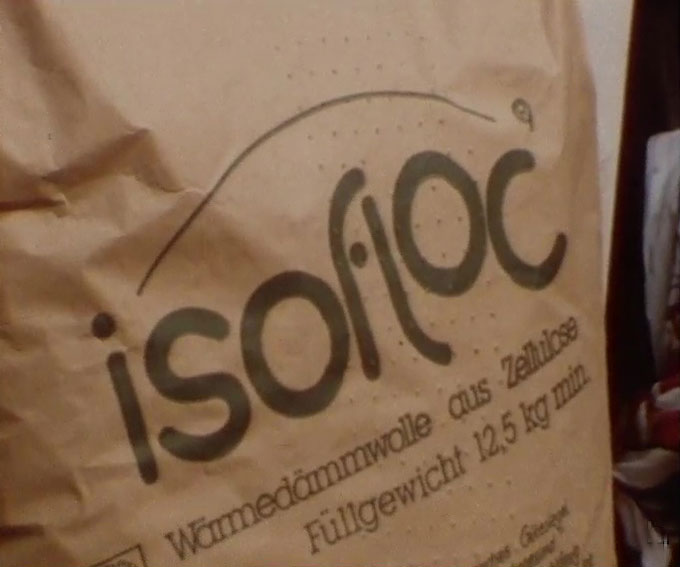 isofloc®
Wärmedämmwolle aus Zellulose
Füllgewicht 12,5 kg min.